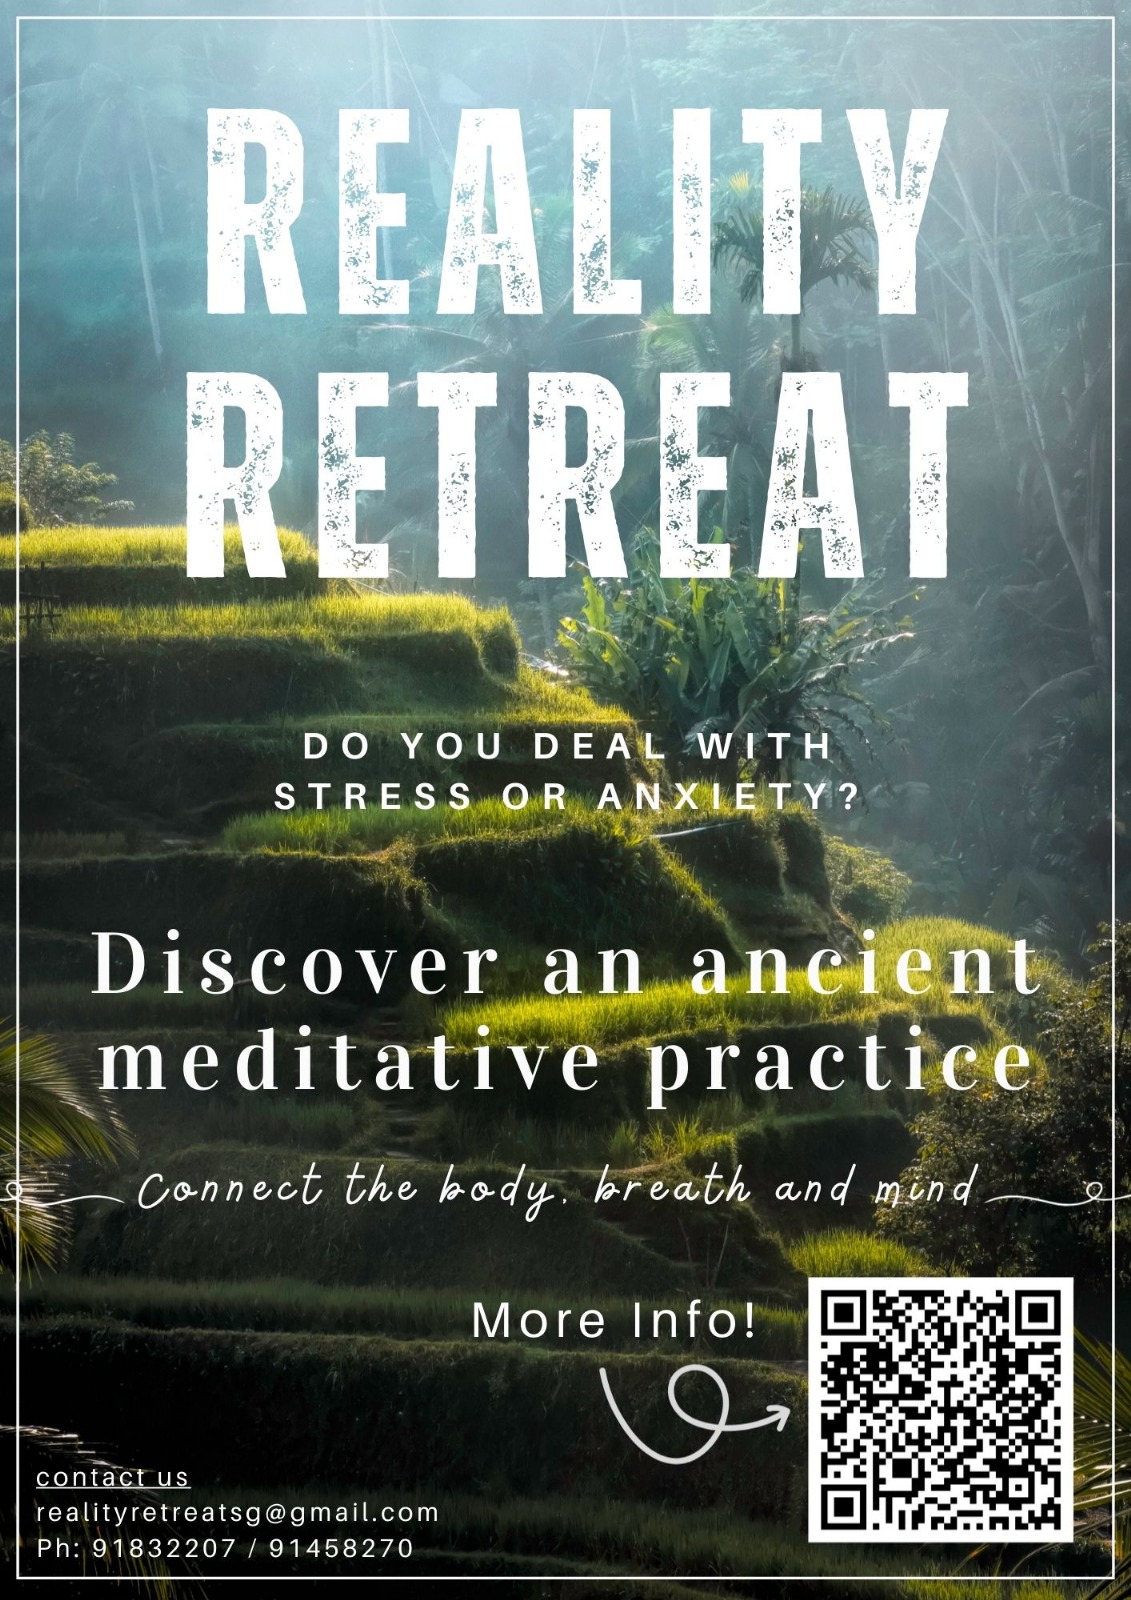 REALITY
RETREAT
DO YOU DEAL WITH
STRESS OR ANXIETY?
Discover an ancient
meditative practice
Connect the body, breath and mind
More Info!
contact us
realityretreatsg@gmail.com
Ph: 91832207 / 91458270